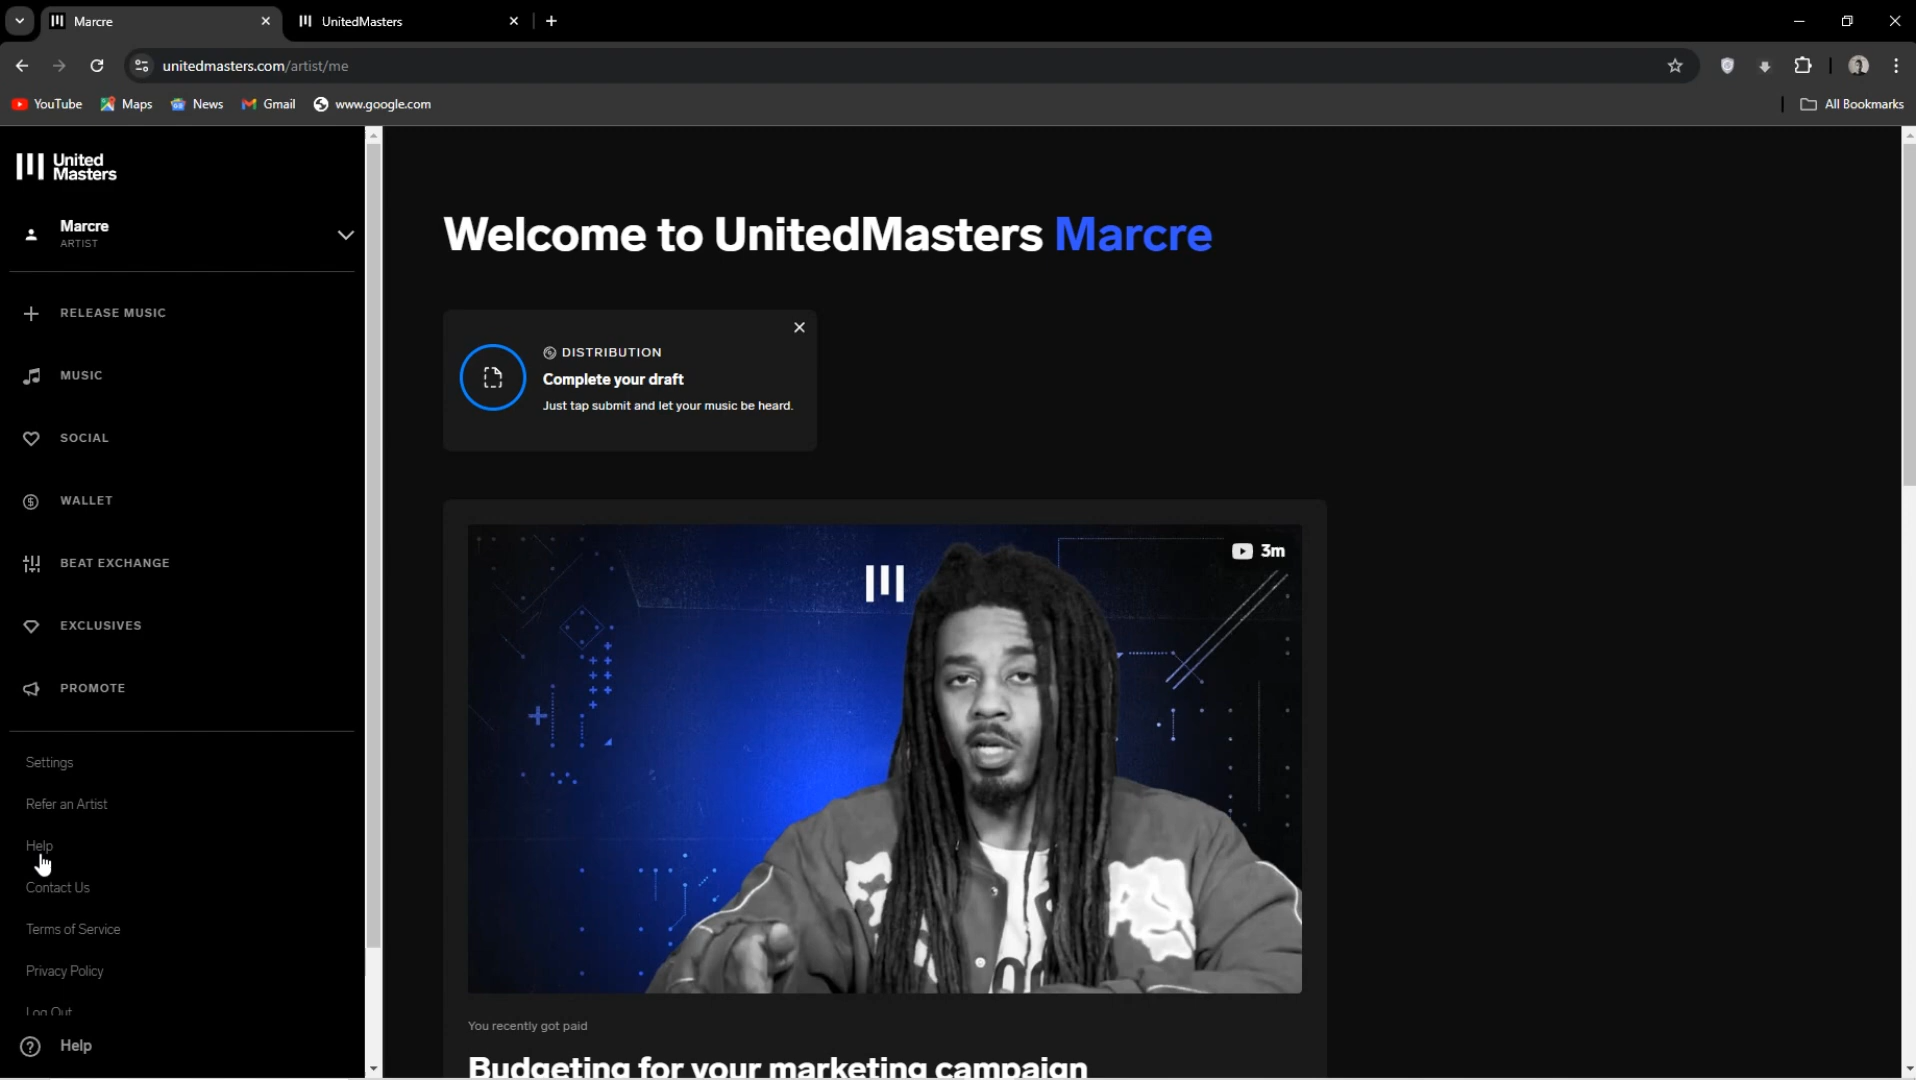 Marcre
UnitedMasters
unitedmasters.com/artist/me
YouTube
Maps
News
Gmail
www.google.com
All Bookmarks
United
Masters
Marcre
ARTIST
RELEASE MUSIC
MUSIC
SOCIAL
WALLET
BEAT EXCHANGE
EXCLUSIVES
PROMOTE
Settings
Refer an Artist
Help
Contact Us
Terms of Service
Privacy Policy
Log Out
Help
Welcome to UnitedMasters Marcre
DISTRIBUTION
Complete your draft
Just tap submit and let your music be heard.
3m
You recently got paid
Budgeting for your marketing campaign